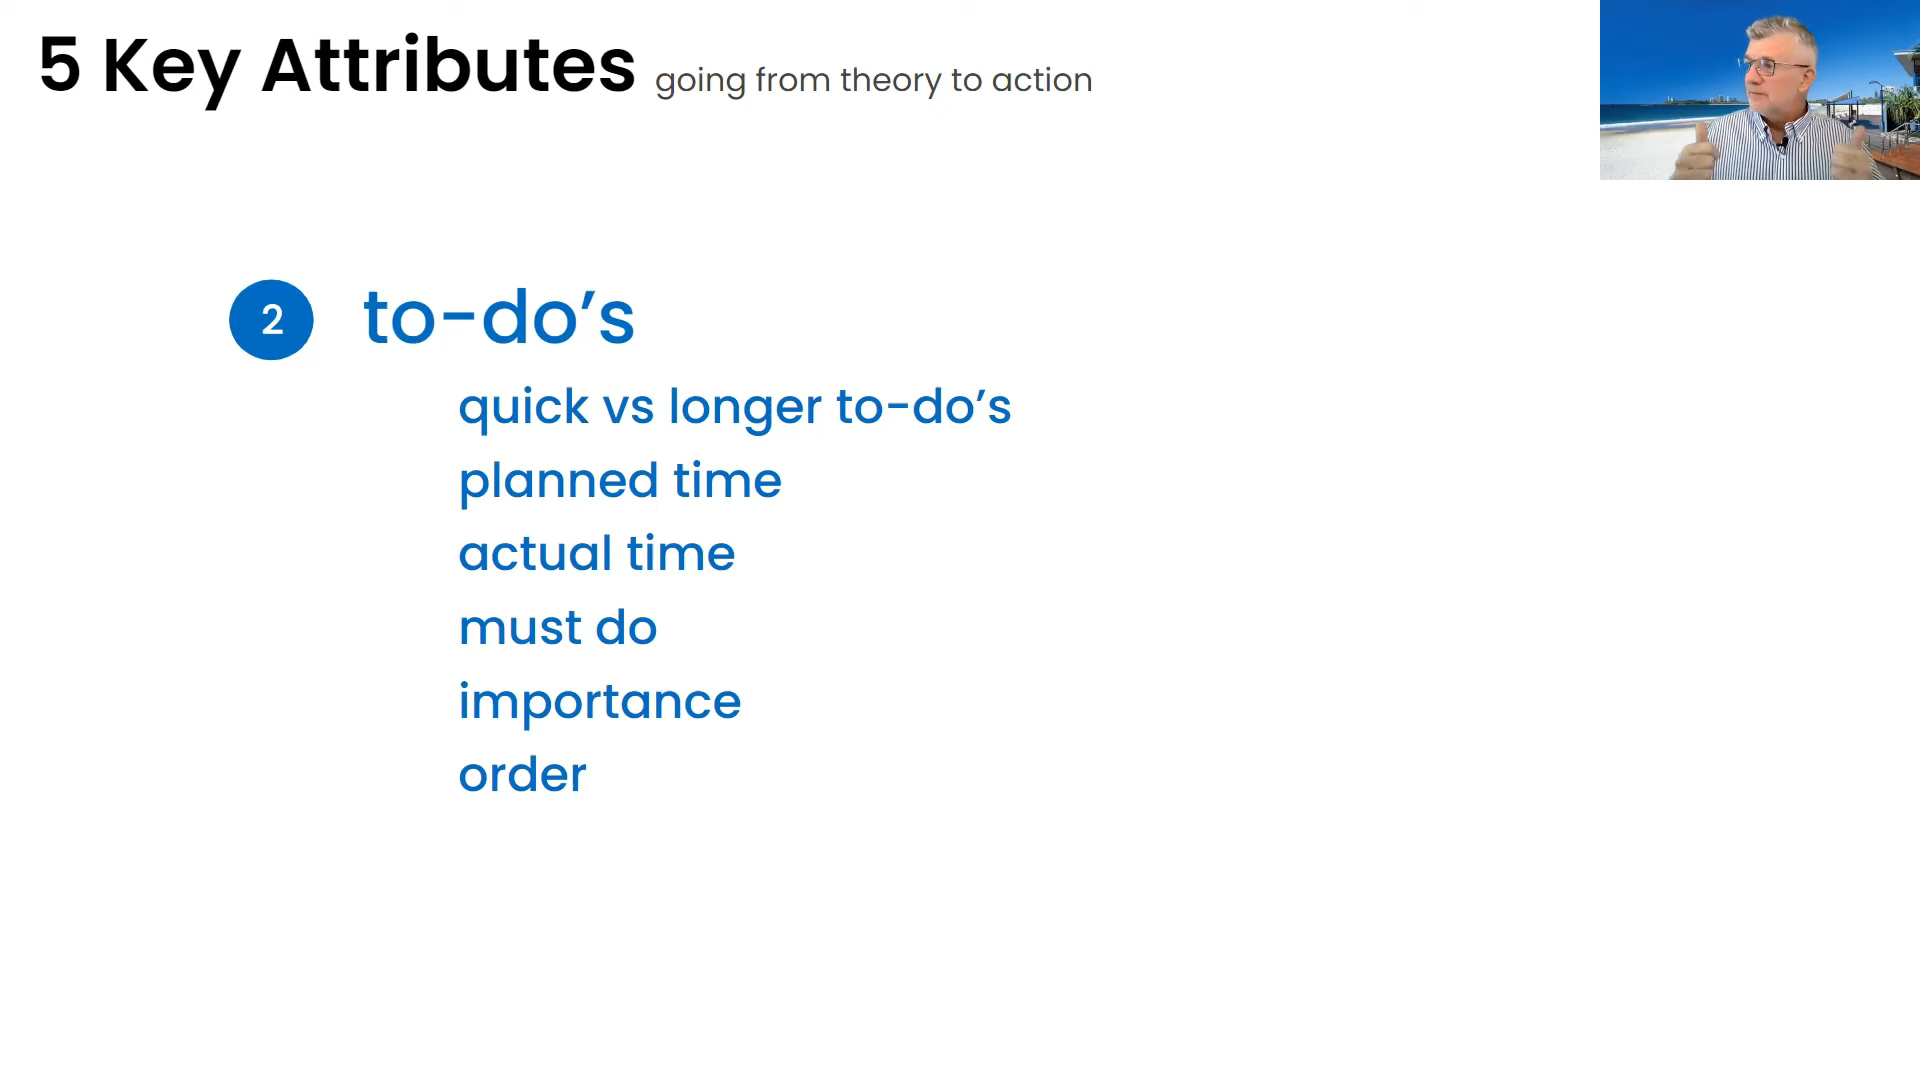 5 Key Attributes going from theory to action
2 to-do’s
quick vs longer to-do’s
planned time
actual time
must do
importance
order